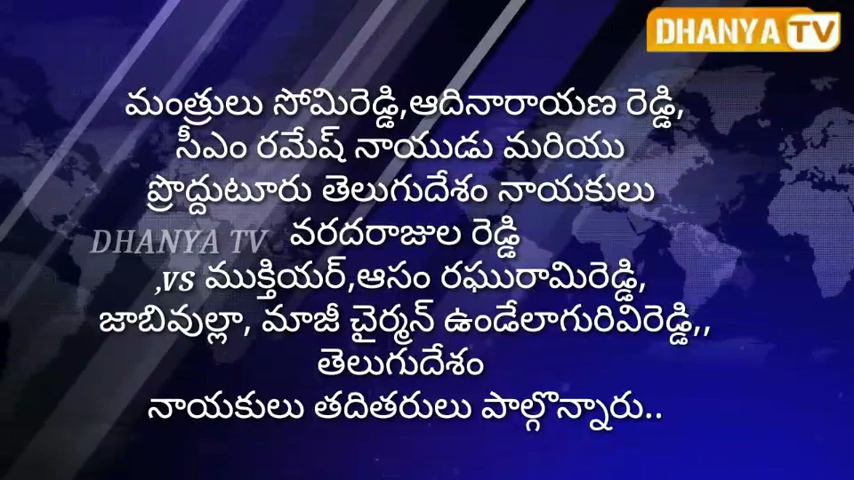 DHANYA TV
మంత్రులు సోమిరెడ్డి,ఆదినారాయణ రెడ్డి,
సీఎం రమేష్ నాయుడు మరియు
ప్రొద్దుటూరు తెలుగుదేశం నాయకులు
DHANYA TV వరదరాజుల రెడ్డి
,VS ముక్తియర్,ఆసం రఘురామిరెడ్డి,
జాబివుల్లా, మాజీ చైర్మన్ ఉండేలాగురివిరెడ్డి,,
తెలుగుదేశం
నాయకులు తదితరులు పాల్గొన్నారు..